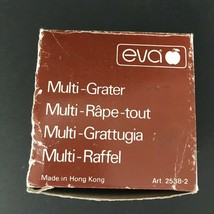 eva
Multi-Grater
Multi-Râpe-tout
Multi-Grattugia
Multi-Raffel
Made in Hong Kong Art. 2538-2